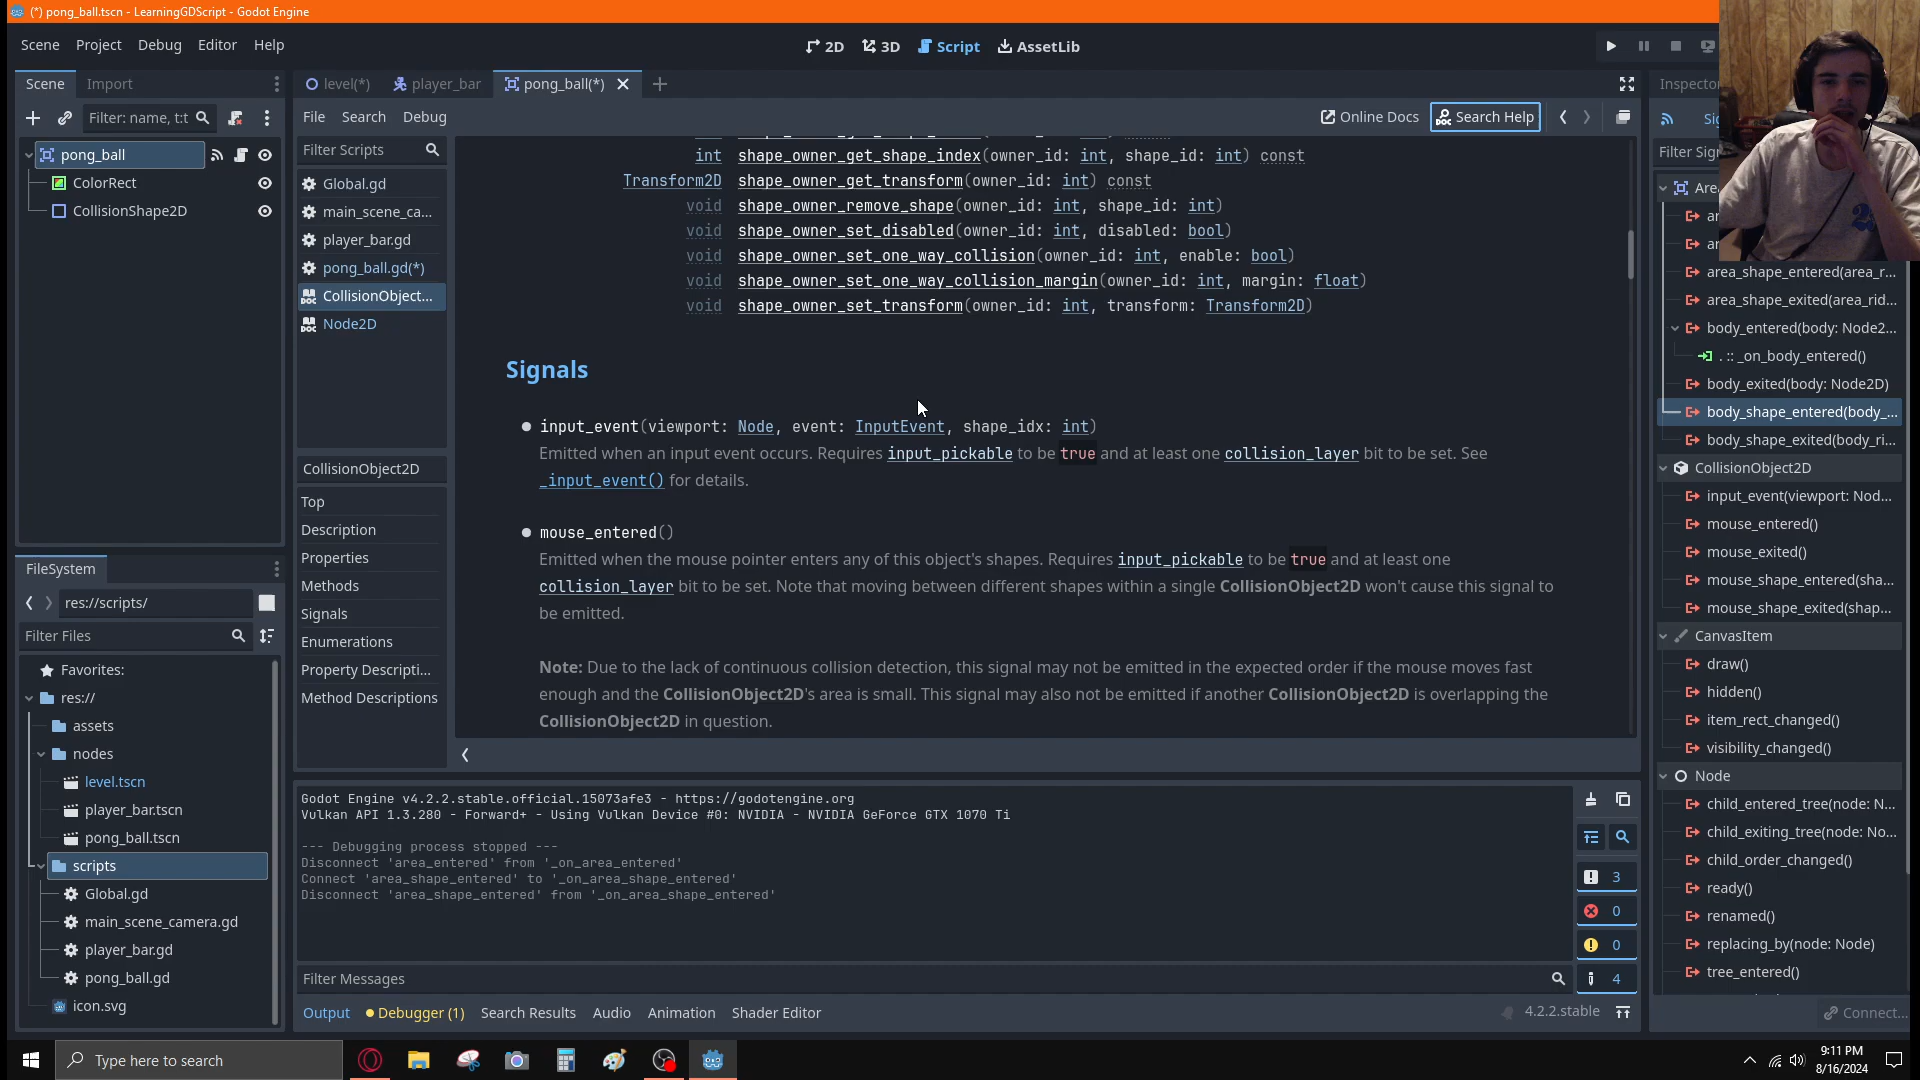 (*) pong_ball.tscn - LearningGDScript - Godot Engine
Scene Project Debug Editor Help
2D 3D Script AssetLib
Scene Import
level(*) player_bar pong_ball(*)
Inspecto
Filter: name, t:t
File Search Debug
Online Docs Search Help
Filter Scripts
Filter Sigr
pong_ball
ColorRect
CollisionShape2D
Global.gd
main_scene_ca...
player_bar.gd
pong_ball.gd(*)
CollisionObject...
Node2D
int shape_owner_get_shape_index(owner_id: int, shape_id: int) const
Transform2D shape_owner_get_transform(owner_id: int) const
void shape_owner_remove_shape(owner_id: int, shape_id: int)
void shape_owner_set_disabled(owner_id: int, disabled: bool)
void shape_owner_set_one_way_collision(owner_id: int, enable: bool)
void shape_owner_set_one_way_collision_margin(owner_id: int, margin: float)
void shape_owner_set_transform(owner_id: int, transform: Transform2D)
Signals
input_event(viewport: Node, event: InputEvent, shape_idx: int)
Emitted when an input event occurs. Requires input_pickable to be true and at least one collision_layer bit to be set. See
_input_event() for details.
mouse_entered()
Emitted when the mouse pointer enters any of this object's shapes. Requires input_pickable to be true and at least one
collision_layer bit to be set. Note that moving between different shapes within a single CollisionObject2D won't cause this signal to
be emitted.
Note: Due to the lack of continuous collision detection, this signal may not be emitted in the expected order if the mouse moves fast
enough and the CollisionObject2D's area is small. This signal may also not be emitted if another CollisionObject2D is overlapping the
CollisionObject2D in question.
CollisionObject2D
Top
Description
Properties
Methods
Signals
Enumerations
Property Descripti...
Method Descriptions
area_shape_entered(area_r...
area_shape_exited(area_rid...
body_entered(body: Node2...
. :: _on_body_entered()
body_exited(body: Node2D)
body_shape_entered(body_...
body_shape_exited(body_ri...
CollisionObject2D
input_event(viewport: Nod...
mouse_entered()
mouse_exited()
mouse_shape_entered(sha...
mouse_shape_exited(shap...
CanvasItem
draw()
hidden()
item_rect_changed()
visibility_changed()
Node
child_entered_tree(node: N...
child_exiting_tree(node: No...
child_order_changed()
ready()
renamed()
replacing_by(node: Node)
tree_entered()
Connect...
FileSystem
res://scripts/
Filter Files
Favorites:
res://
assets
nodes
level.tscn
player_bar.tscn
pong_ball.tscn
scripts
Global.gd
main_scene_camera.gd
player_bar.gd
pong_ball.gd
icon.svg
Godot Engine v4.2.2.stable.official.15073afe3 - https://godotengine.org
Vulkan API 1.3.280 - Forward+ - Using Vulkan Device #0: NVIDIA - NVIDIA GeForce GTX 1070 Ti
--- Debugging process stopped ---
Disconnect 'area_entered' from '_on_area_entered'
Connect 'area_shape_entered' to '_on_area_shape_entered'
Disconnect 'area_shape_entered' from '_on_area_shape_entered'
3
0
0
4
Filter Messages
Output Debugger (1) Search Results Audio Animation Shader Editor
4.2.2.stable
Type here to search
9:11 PM
8/16/2024